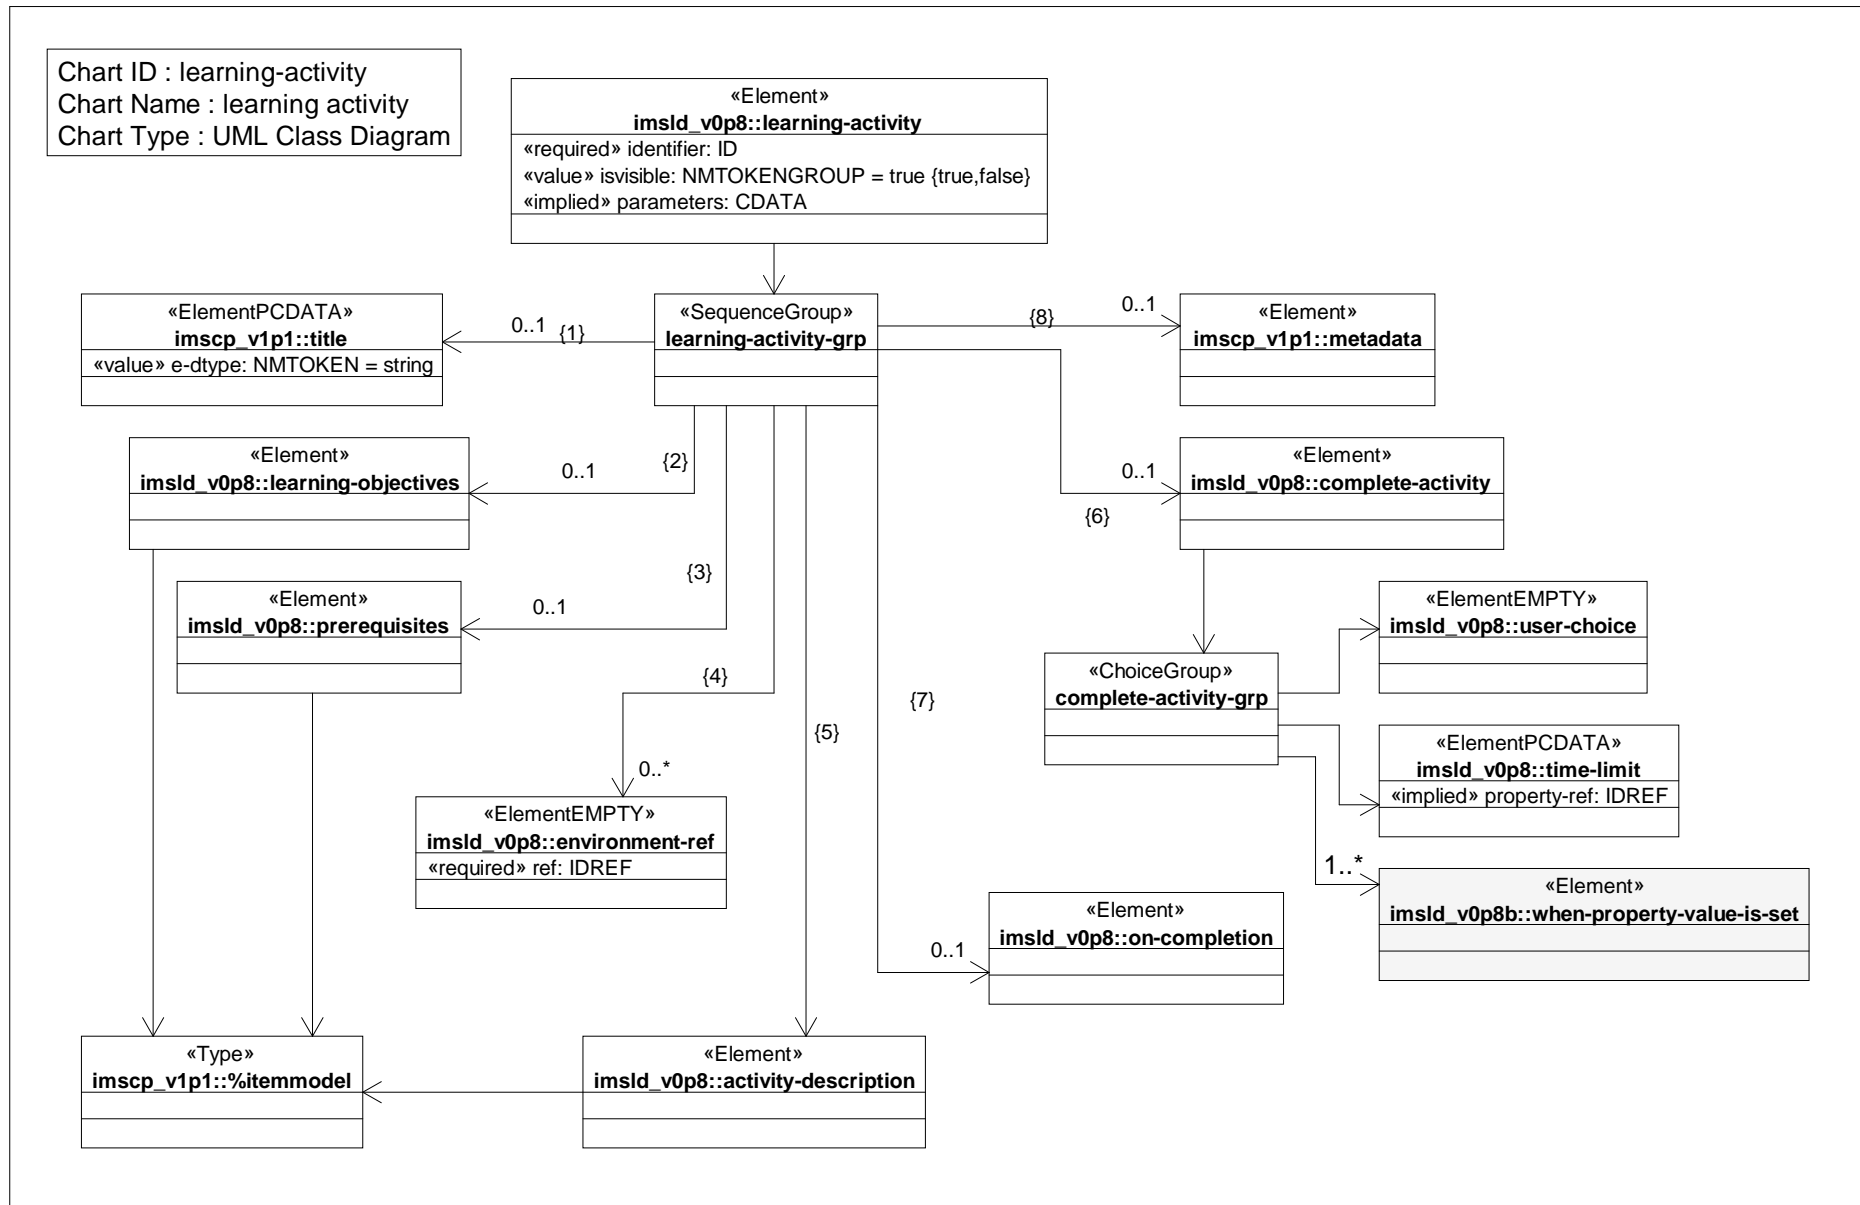 Chart ID : learning-activity
Chart Name : learning activity
Chart Type : UML Class Diagram
«Element»
imsld_v0p8::learning-activity
«required» identifier: ID
«value» isvisible: NMTOKENGROUP = true {true,false}
«implied» parameters: CDATA
«ElementPCDATA»
imscp_v1p1::title
«value» e-dtype: NMTOKEN = string
0..1
{1}
«SequenceGroup»
learning-activity-grp
{8}
0..1
«Element»
imscp_v1p1::metadata
«Element»
imsld_v0p8::learning-objectives
0..1
{2}
0..1
{6}
«Element»
imsld_v0p8::complete-activity
«Element»
imsld_v0p8::prerequisites
0..1
{3}
«ElementEMPTY»
imsld_v0p8::user-choice
{4}
{5}
{7}
«ChoiceGroup»
complete-activity-grp
«ElementPCDATA»
imsld_v0p8::time-limit
«implied» property-ref: IDREF
0..*
«ElementEMPTY»
imsld_v0p8::environment-ref
«required» ref: IDREF
1..*
«Element»
imsld_v0p8b::when-property-value-is-set
0..1
«Element»
imsld_v0p8::on-completion
«Type»
imscp_v1p1::%itemmodel
«Element»
imsld_v0p8::activity-description